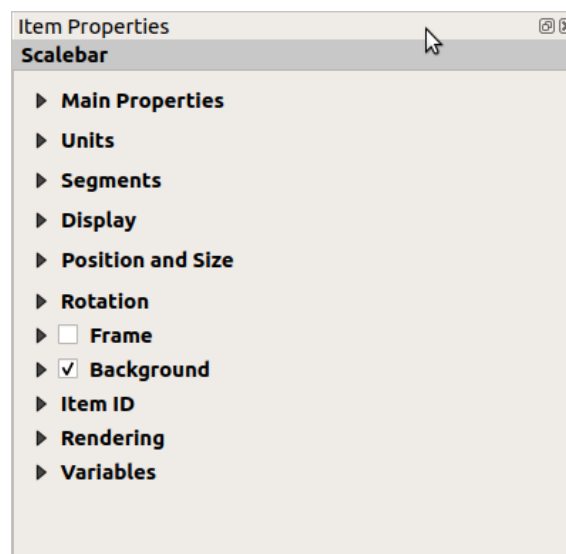 Item Properties
Scalebar
Main Properties
Units
Segments
Display
Position and Size
Rotation
Frame
Background
Item ID
Rendering
Variables